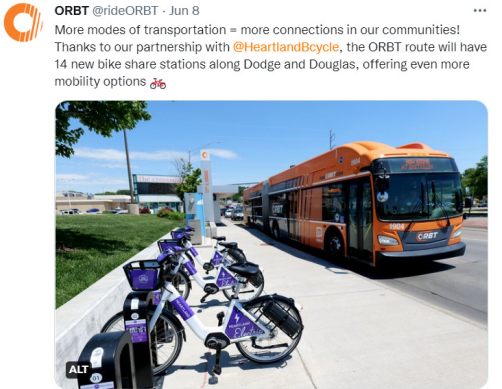 ORBT @rideORBT · Jun 8
More modes of transportation = more connections in our communities!
Thanks to our partnership with @HeartlandBcycle, the ORBT route will have
14 new bike share stations along Dodge and Douglas, offering even more
mobility options 🚲
1904
1904
ORBT
ALT